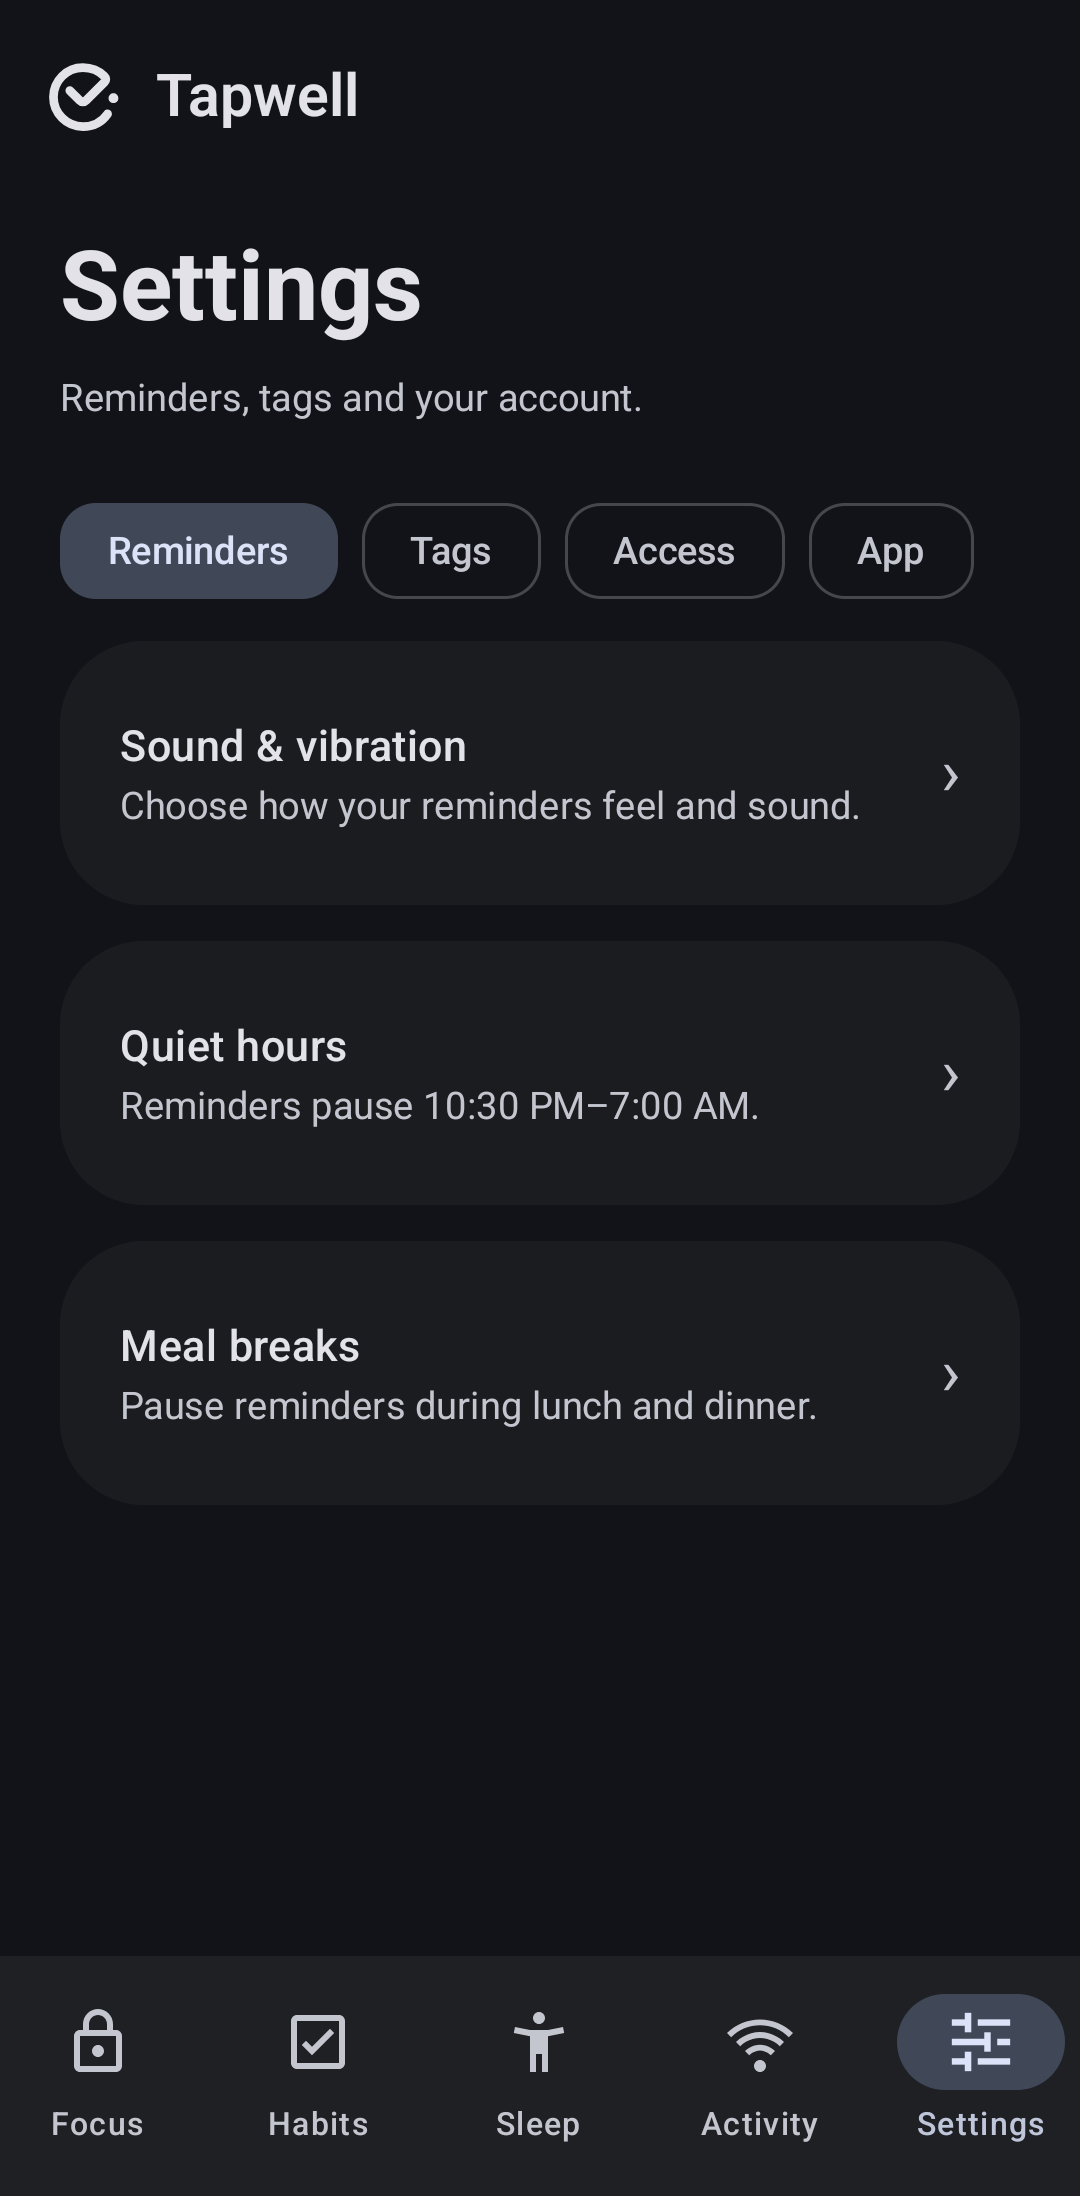 Tapwell
Settings
Reminders, tags and your account.
Reminders
Tags
Access
App
Sound & vibration
Choose how your reminders feel and sound.
Quiet hours
Reminders pause 10:30 PM–7:00 AM.
Meal breaks
Pause reminders during lunch and dinner.
Focus
Habits
Sleep
Activity
Settings